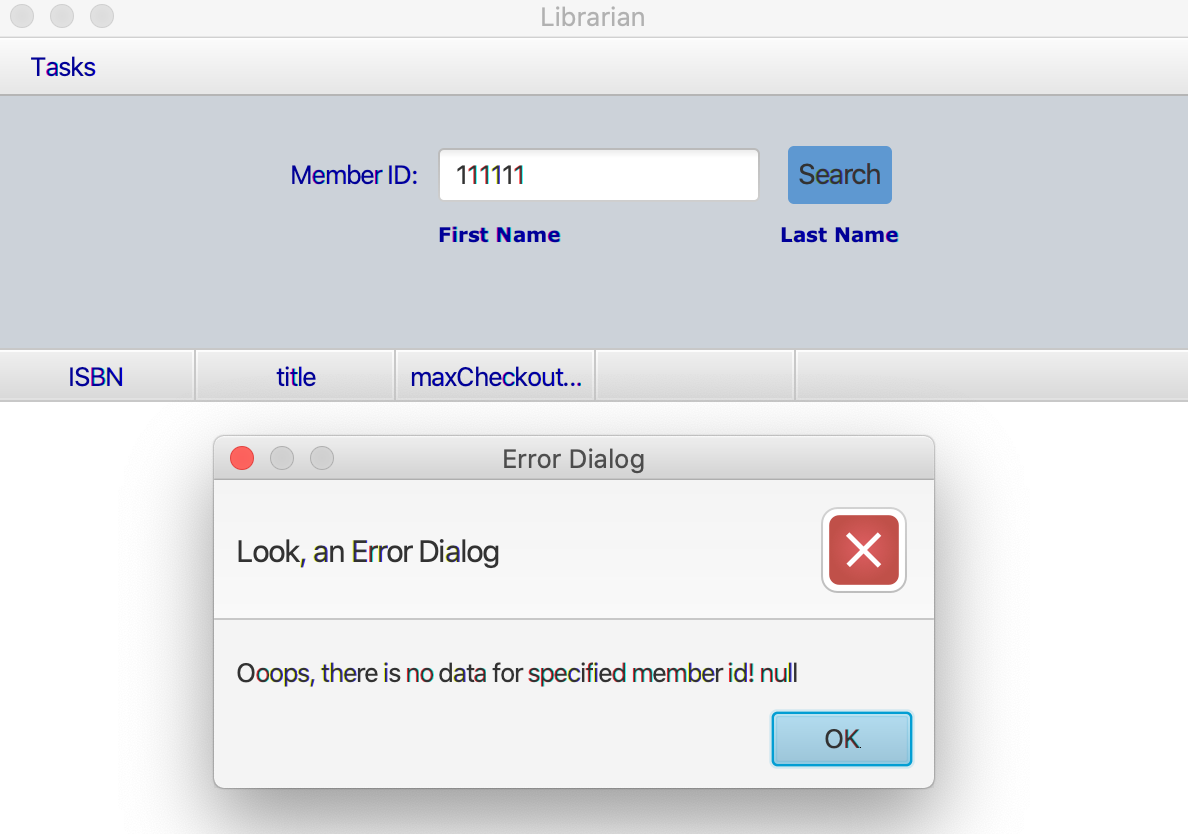 Librarian
Tasks
Member ID: 111111 Search
First Name Last Name
ISBN title maxCheckout...
Error Dialog
Look, an Error Dialog
Ooops, there is no data for specified member id! null
OK